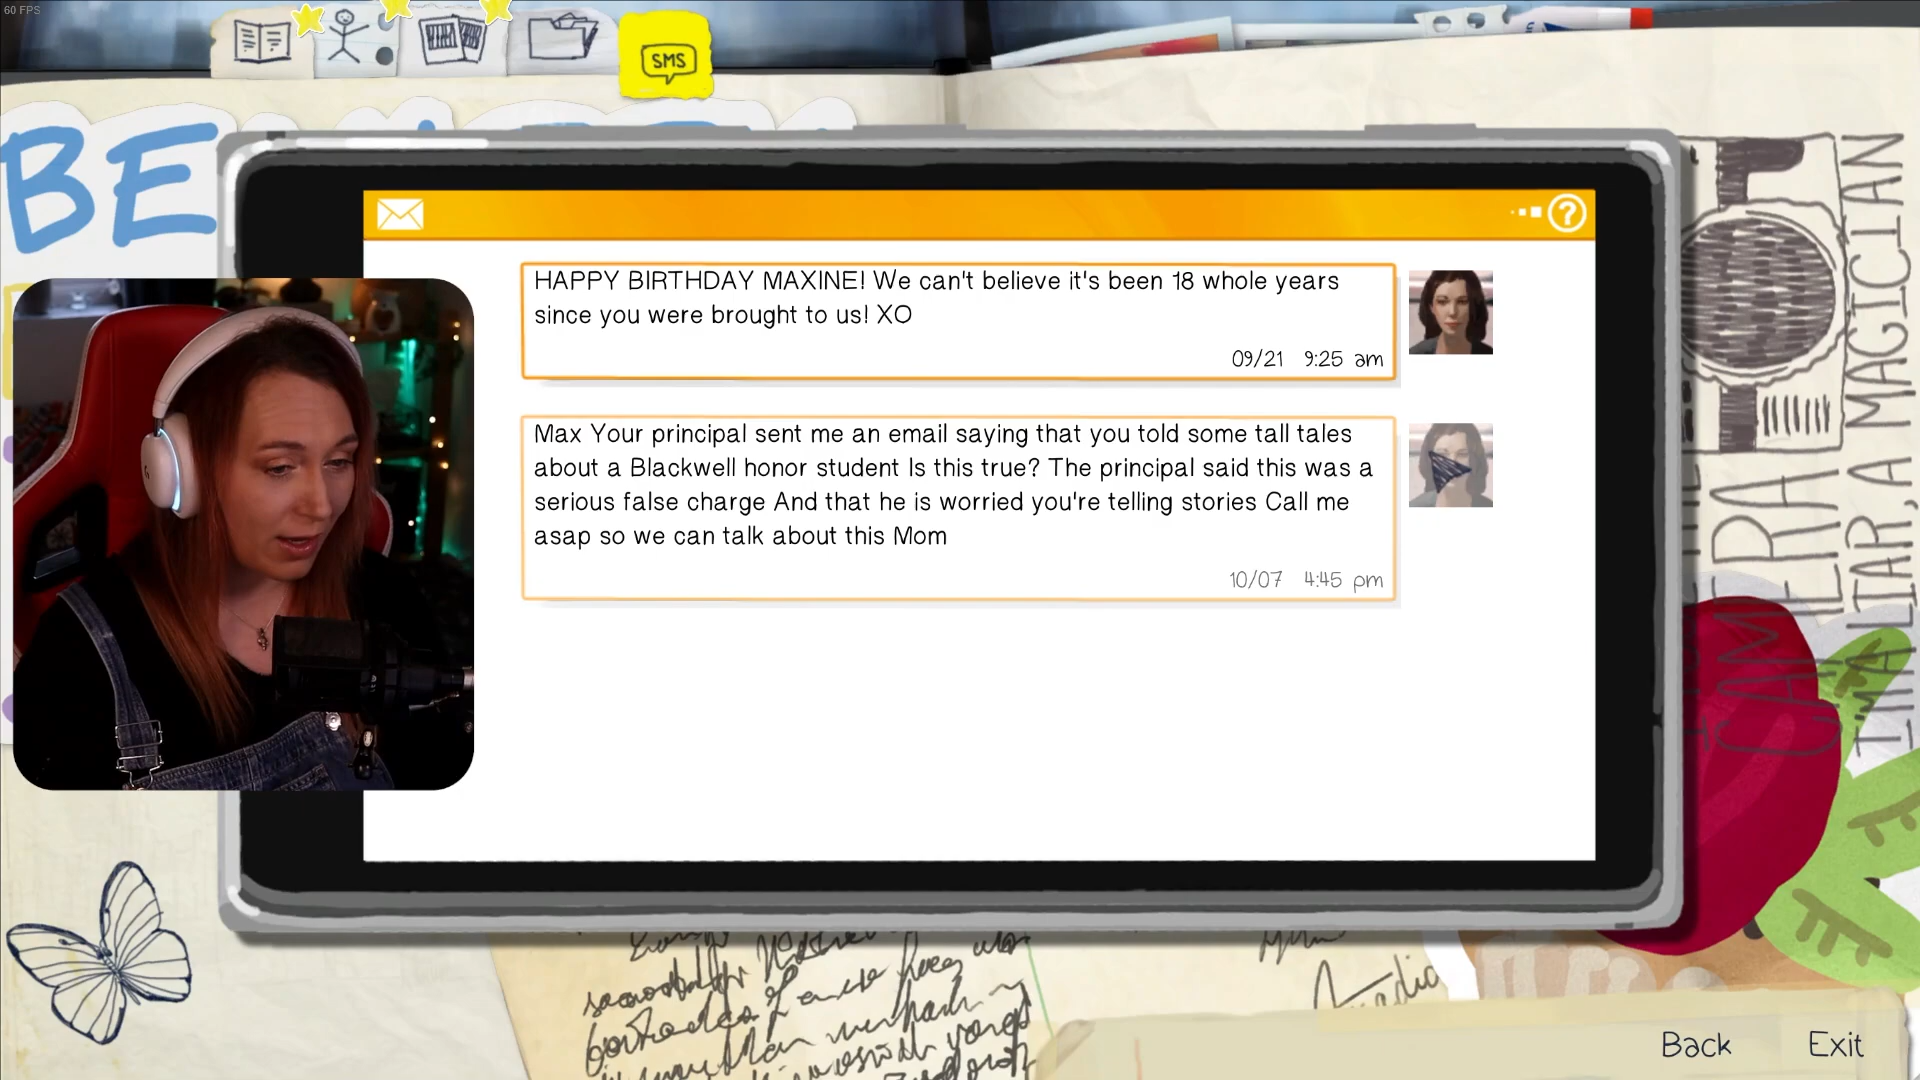 60 FPS
SMS
BE
HAPPY BIRTHDAY MAXINE! We can't believe it's been 18 whole years
since you were brought to us! XO
09/21 9:25 am
Max Your principal sent me an email saying that you told some tall tales
about a Blackwell honor student Is this true? The principal said this was a
serious false charge And that he is worried you're telling stories Call me
asap so we can talk about this Mom
10/07 4:45 pm
CAMERA
LIAR, A MAGICIAN
Back
Exit